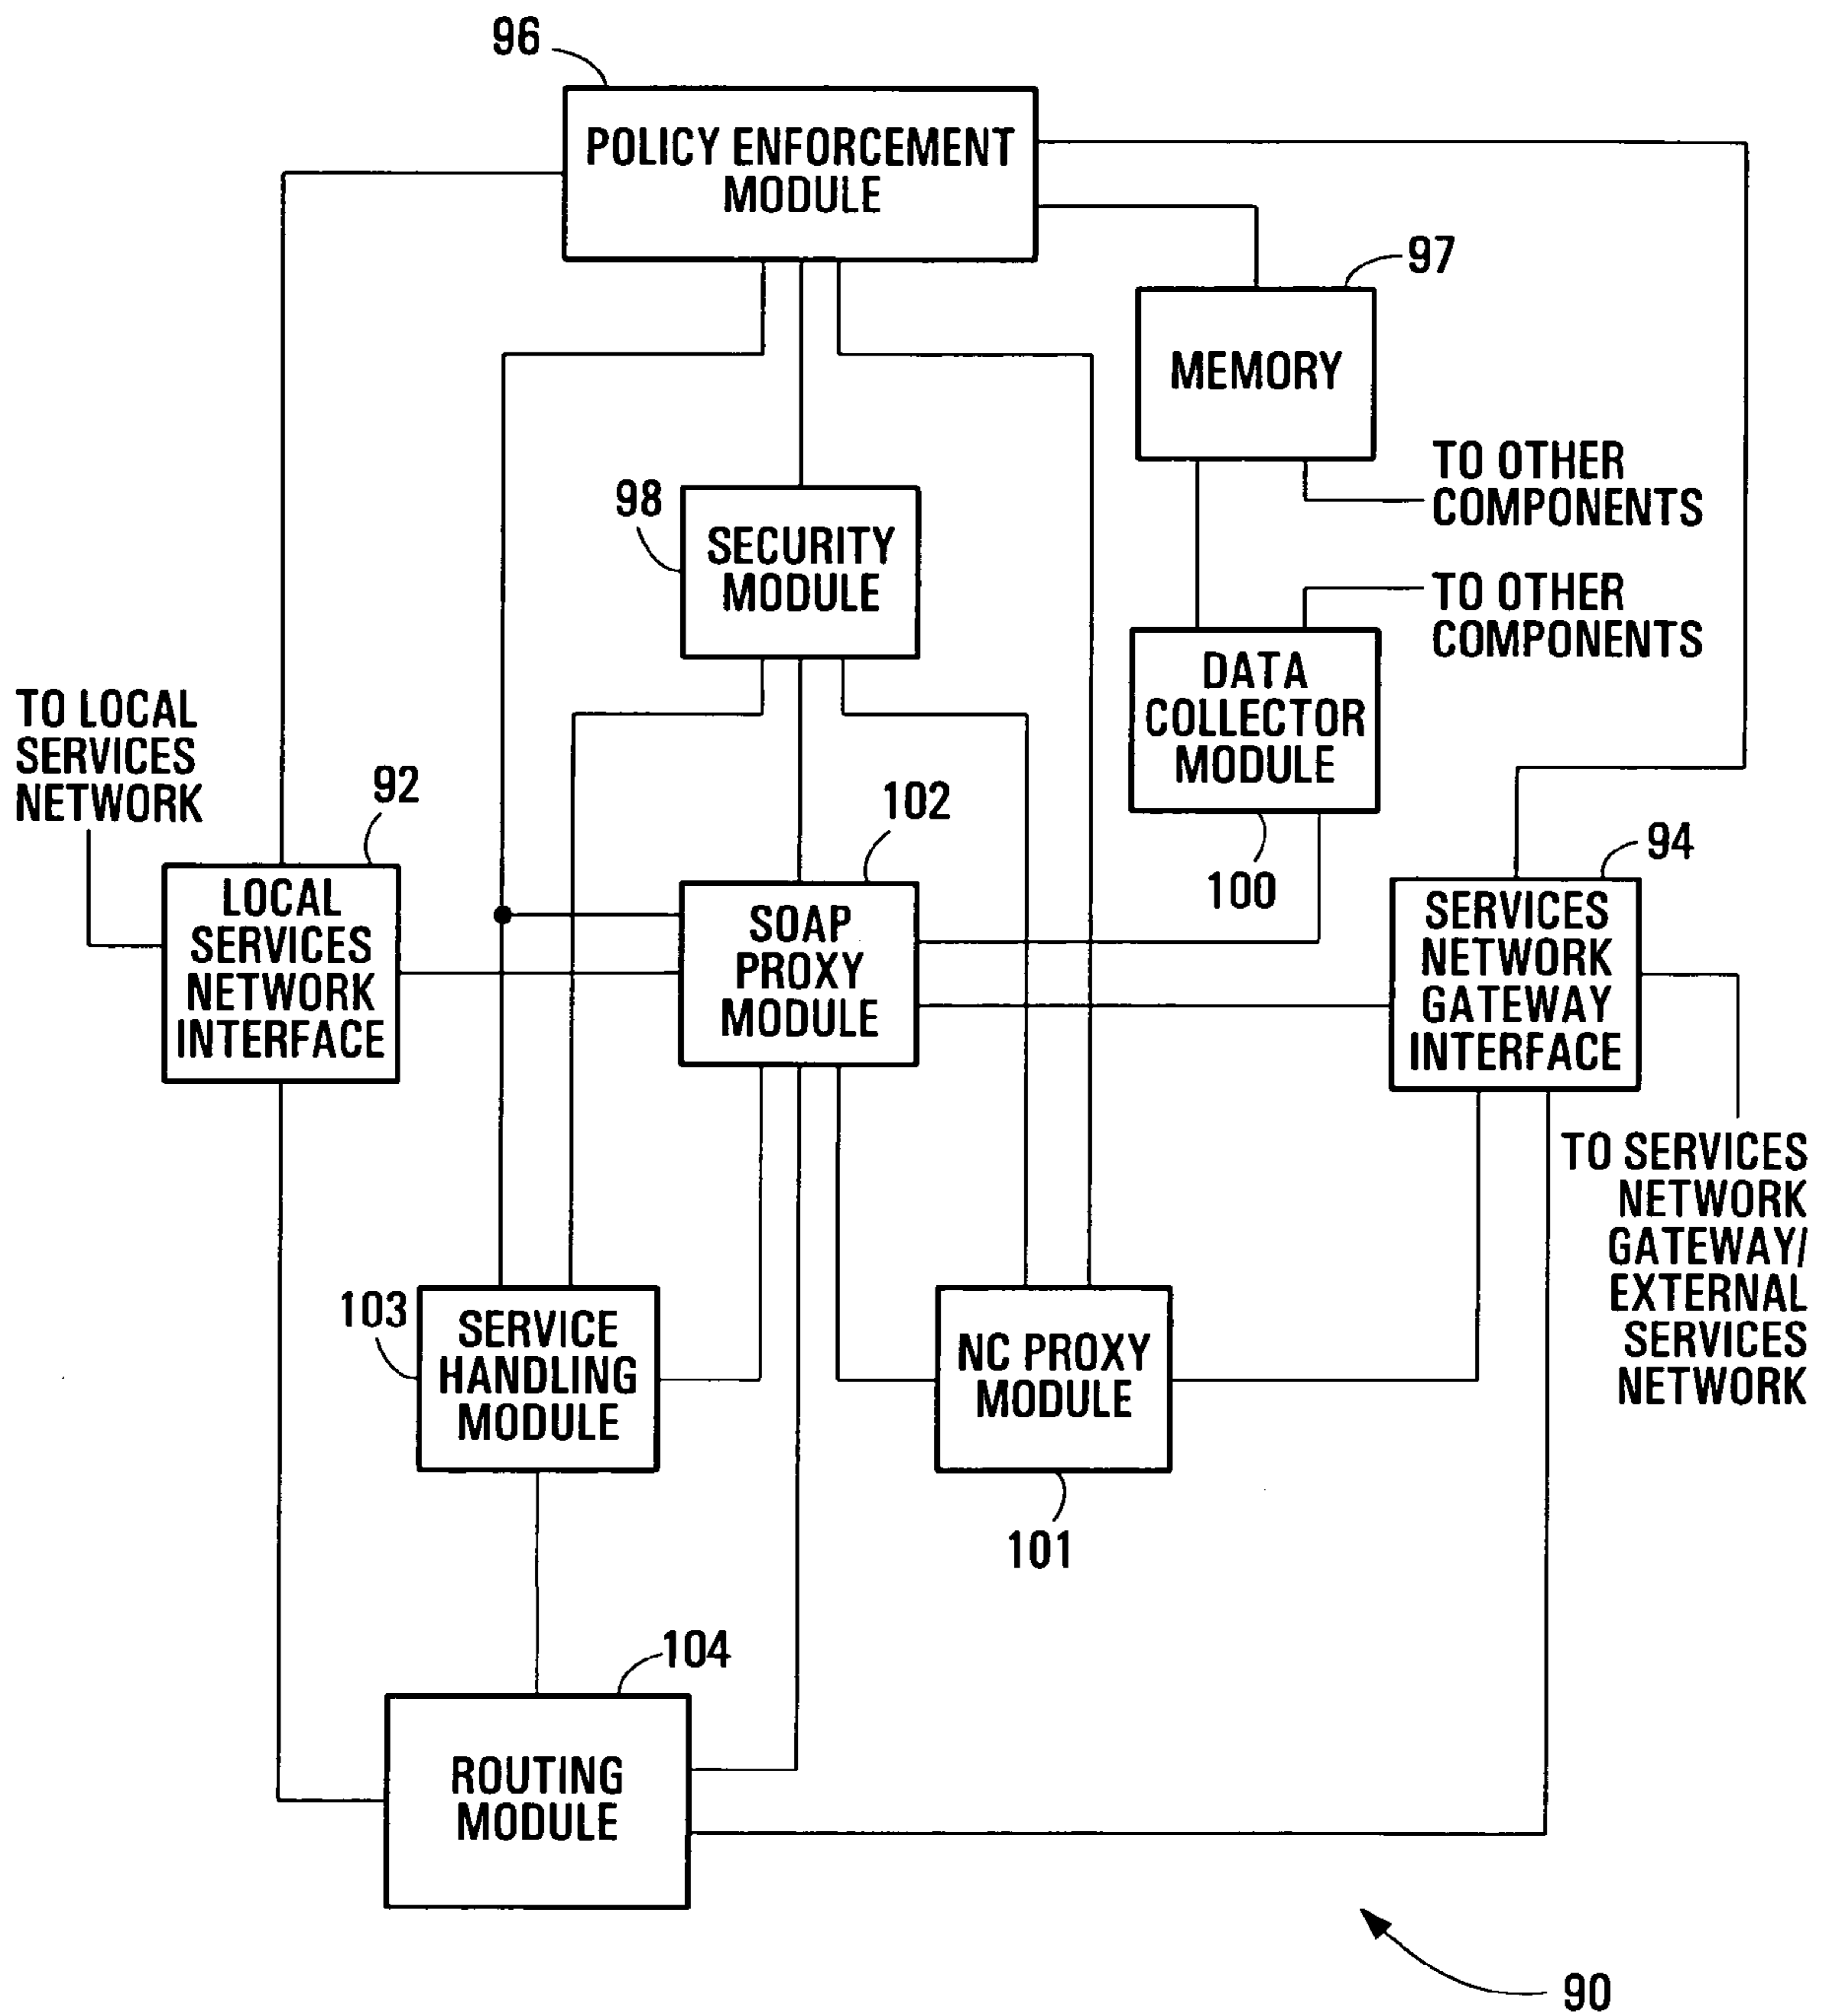 96
POLICY ENFORCEMENT
MODULE
97
MEMORY
TO OTHER
COMPONENTS
98
SECURITY
MODULE
TO OTHER
COMPONENTS
DATA
COLLECTOR
MODULE
100
TO LOCAL
SERVICES
NETWORK
92
LOCAL
SERVICES
NETWORK
INTERFACE
102
SOAP
PROXY
MODULE
94
SERVICES
NETWORK
GATEWAY
INTERFACE
TO SERVICES
NETWORK
GATEWAY/
EXTERNAL
SERVICES
NETWORK
103
SERVICE
HANDLING
MODULE
NC PROXY
MODULE
101
104
ROUTING
MODULE
90